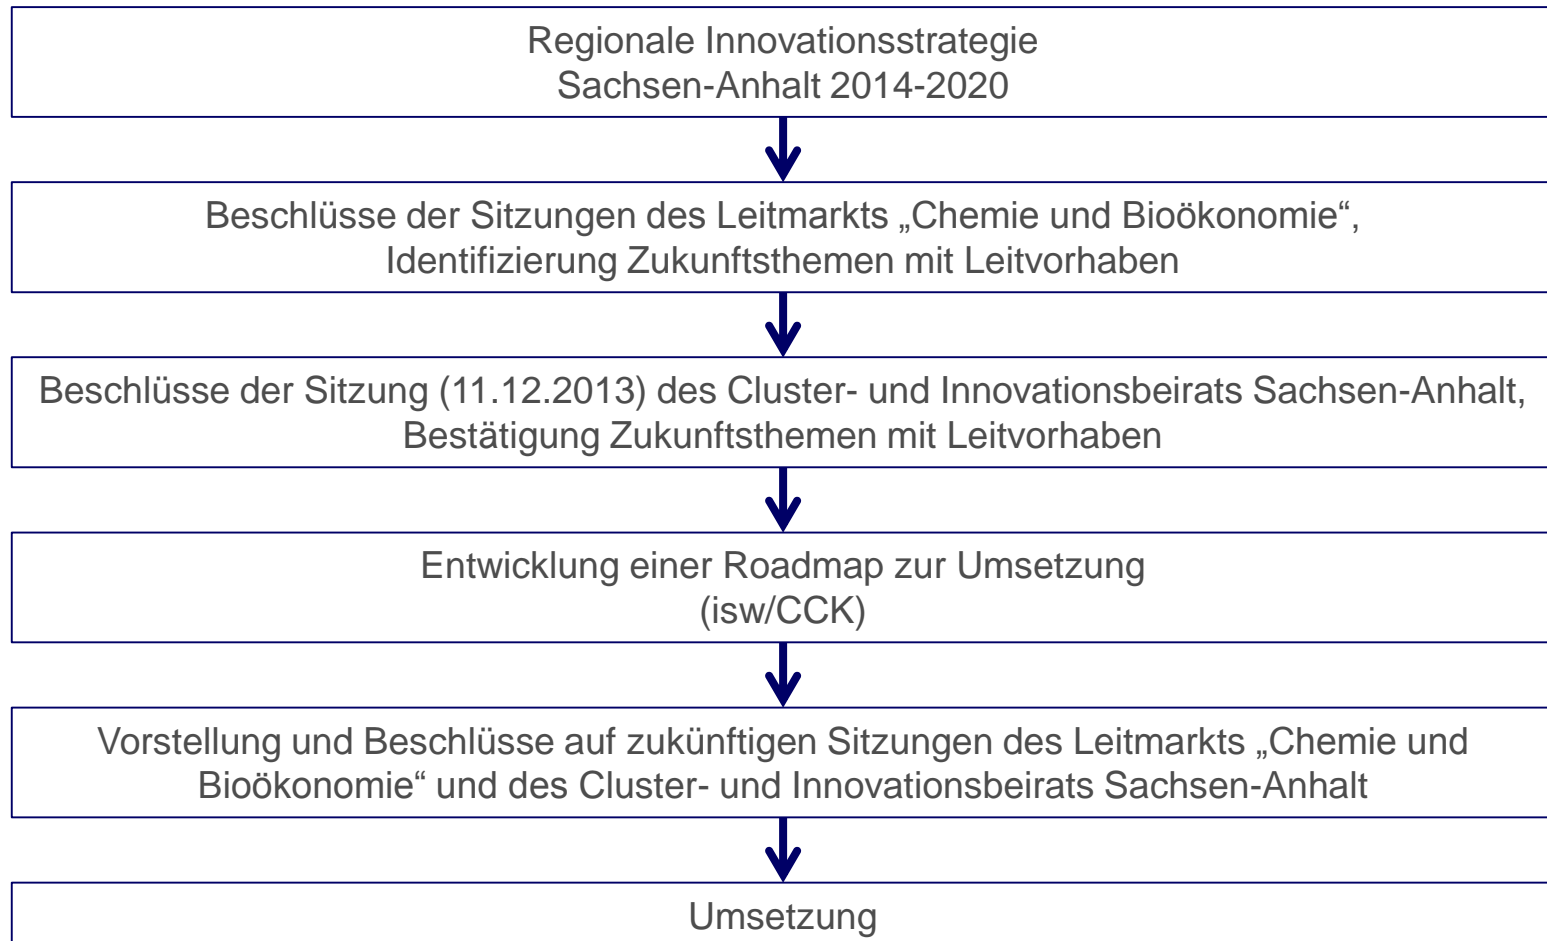 Regionale Innovationsstrategie
Sachsen-Anhalt 2014-2020
Beschlüsse der Sitzungen des Leitmarkts „Chemie und Bioökonomie“,
Identifizierung Zukunftsthemen mit Leitvorhaben
Beschlüsse der Sitzung (11.12.2013) des Cluster- und Innovationsbeirats Sachsen-Anhalt,
Bestätigung Zukunftsthemen mit Leitvorhaben
Entwicklung einer Roadmap zur Umsetzung
(isw/CCK)
Vorstellung und Beschlüsse auf zukünftigen Sitzungen des Leitmarkts „Chemie und
Bioökonomie“ und des Cluster- und Innovationsbeirats Sachsen-Anhalt
Umsetzung